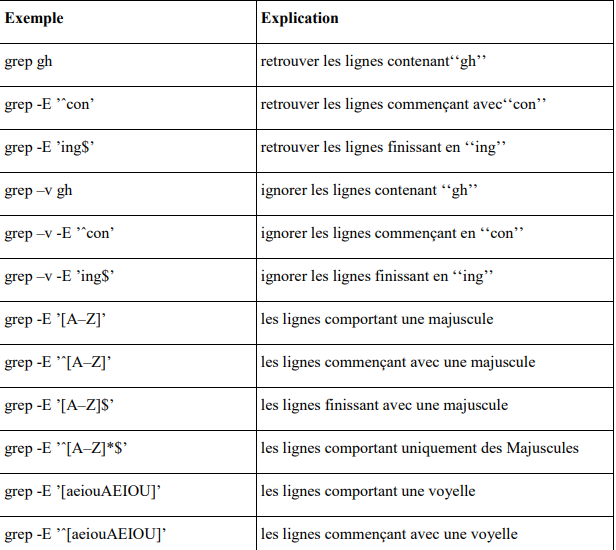 Exemple Explication
grep gh retrouver les lignes contenant‘‘gh’’
grep -E ’ˆcon’ retrouver les lignes commençant avec‘‘con’’
grep -E ’ing$’ retrouver les lignes finissant en ‘‘ing’’
grep –v gh ignorer les lignes contenant ‘‘gh’’
grep –v -E ’ˆcon’ ignorer les lignes commençant en ‘‘con’’
grep –v -E ’ing$’ ignorer les lignes finissant en ‘‘ing’’
grep -E ’[A–Z]’ les lignes comportant une majuscule
grep -E ’ˆ[A–Z]’ les lignes commençant avec une majuscule
grep -E ’[A–Z]$’ les lignes finissant avec une majuscule
grep -E ’ˆ[A–Z]*$’ les lignes comportant uniquement des Majuscules
grep -E ’[aeiouAEIOU]’ les lignes comportant une voyelle
grep -E ’ˆ[aeiouAEIOU]’ les lignes commençant avec une voyelle